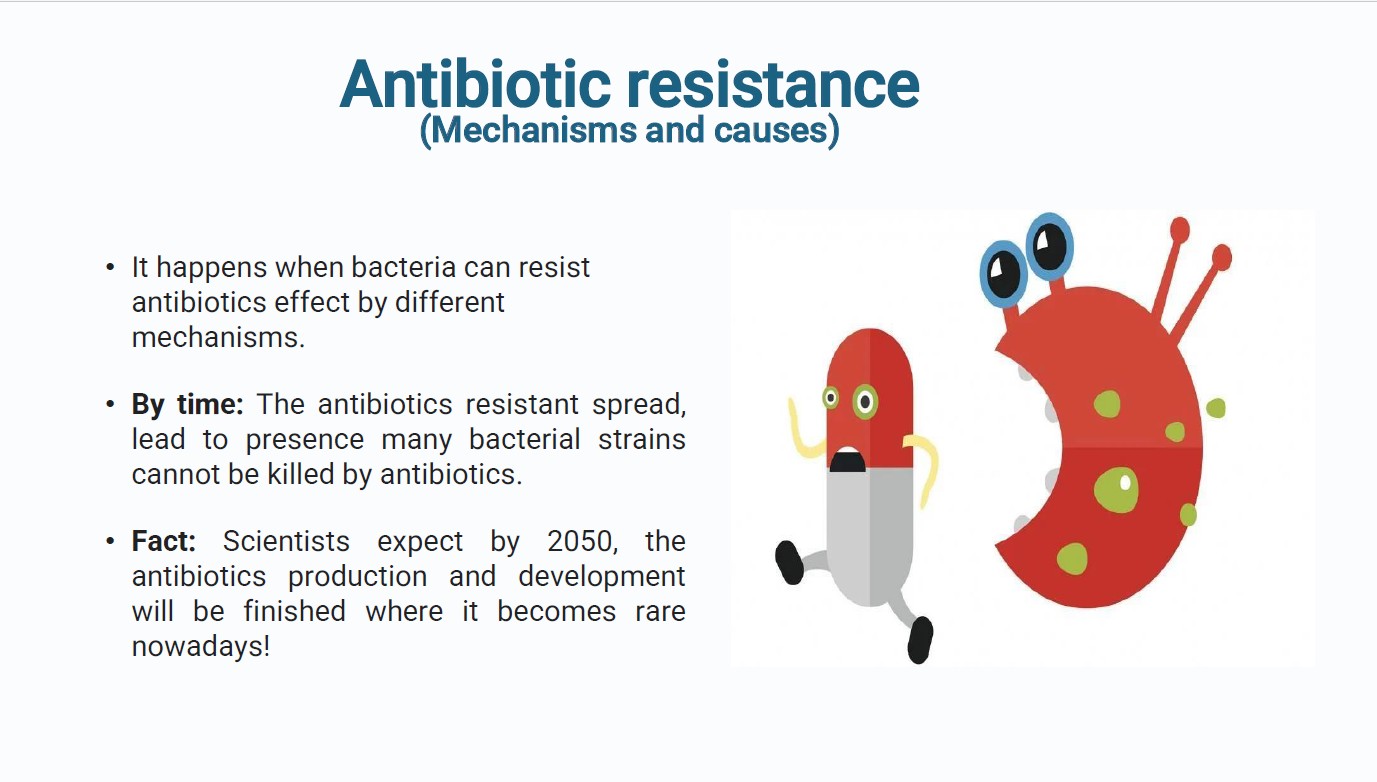 Antibiotic resistance
(Mechanisms and causes)
• It happens when bacteria can resist
antibiotics effect by different
mechanisms.
• By time: The antibiotics resistant spread,
lead to presence many bacterial strains
cannot be killed by antibiotics.
• Fact: Scientists expect by 2050, the
antibiotics production and development
will be finished where it becomes rare
nowadays!